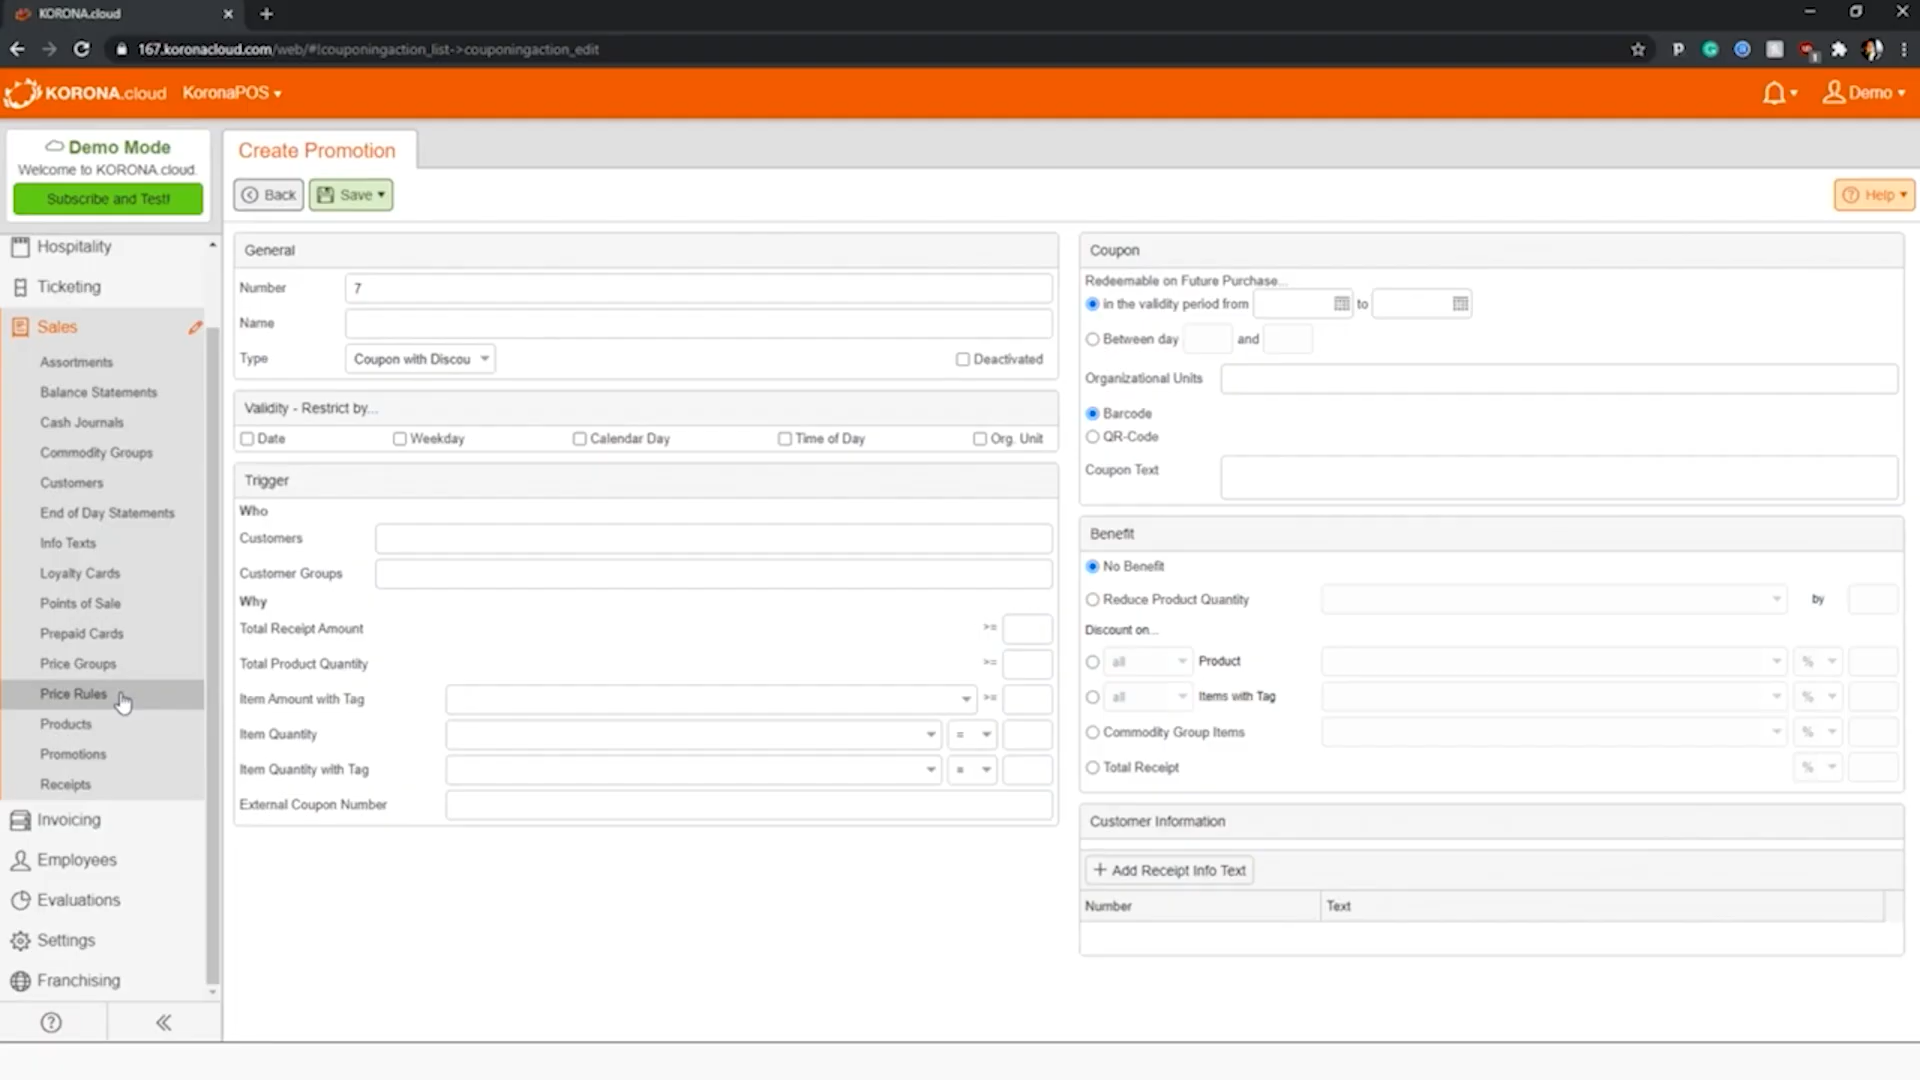 KORONA.cloud
167.koronacloud.com/web/#!couponingaction_list->couponingaction_edit
KORONA.cloud KoronaPOS
Demo
Demo Mode
Welcome to KORONA.cloud.
Subscribe and Test!
Hospitality
Ticketing
Sales
Assortments
Balance Statements
Cash Journals
Commodity Groups
Customers
End of Day Statements
Info Texts
Loyalty Cards
Points of Sale
Prepaid Cards
Price Groups
Price Rules
Products
Promotions
Receipts
Invoicing
Employees
Evaluations
Settings
Franchising
Create Promotion
Back Save
Help
General
Number 7
Name
Type Coupon with Discou Deactivated
Validity - Restrict by...
Date Weekday Calendar Day Time of Day Org. Unit
Trigger
Who
Customers
Customer Groups
Why
Total Receipt Amount >=
Total Product Quantity >=
Item Amount with Tag >=
Item Quantity =
Item Quantity with Tag =
External Coupon Number
Coupon
Redeemable on Future Purchase...
in the validity period from to
Between day and
Organizational Units
Barcode
QR-Code
Coupon Text
Benefit
No Benefit
Reduce Product Quantity by
Discount on...
all Product %
all Items with Tag %
Commodity Group Items %
Total Receipt %
Customer Information
+ Add Receipt Info Text
Number Text